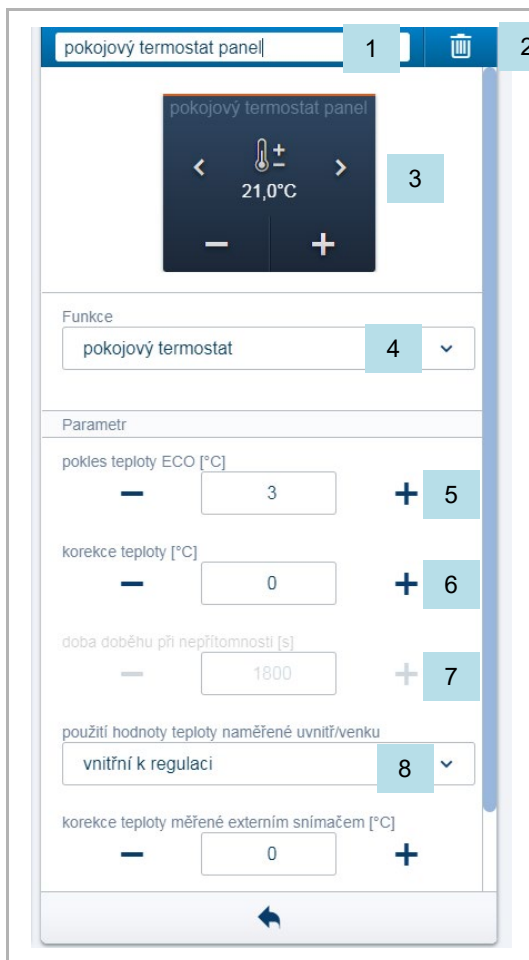 pokojový termostat panel 1 2
pokojový termostat panel
21,0°C
3
Funkce
pokojový termostat 4
Parametr
pokles teploty ECO [°C]
− 3 + 5
korekce teploty [°C]
− 0 + 6
doba doběhu při nepřítomnosti [s]
− 1800 + 7
použití hodnoty teploty naměřené uvnitř/venku
vnitřní k regulaci 8
korekce teploty měřené externím snímačem [°C]
− 0 +